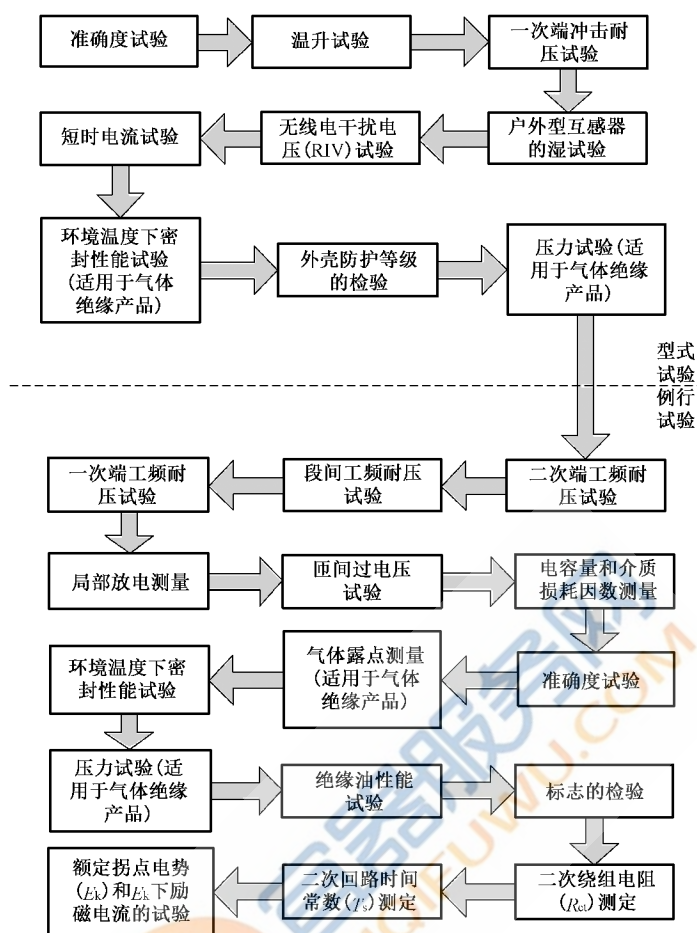 准确度试验
温升试验
一次端冲击耐
压试验
短时电流试验
无线电干扰电
压(RIV)试验
户外型互感器
的湿试验
环境温度下密
封性能试验
(适用于气体
绝缘产品)
外壳防护等级
的检验
压力试验(适
用于气体绝缘
产品)
型式
试验
例行
试验
一次端工频耐
压试验
段间工频耐压
试验
二次端工频耐
压试验
局部放电测量
匝间过电压
试验
电容量和介质
损耗因数测量
环境温度下密
封性能试验
气体露点测量
(适用于气体
绝缘产品)
准确度试验
压力试验(适
用于气体绝缘
产品)
绝缘油性能
试验
标志的检验
额定拐点电势
(Ek)和Ek下励
磁电流的试验
二次回路时间
常数(Ts)测定
二次绕组电阻
(Rct)测定